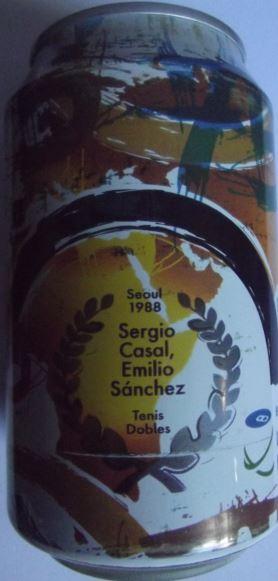 Seoul
1988
Sergio
Casal,
Emilio
Sánchez
Tenis
Dobles